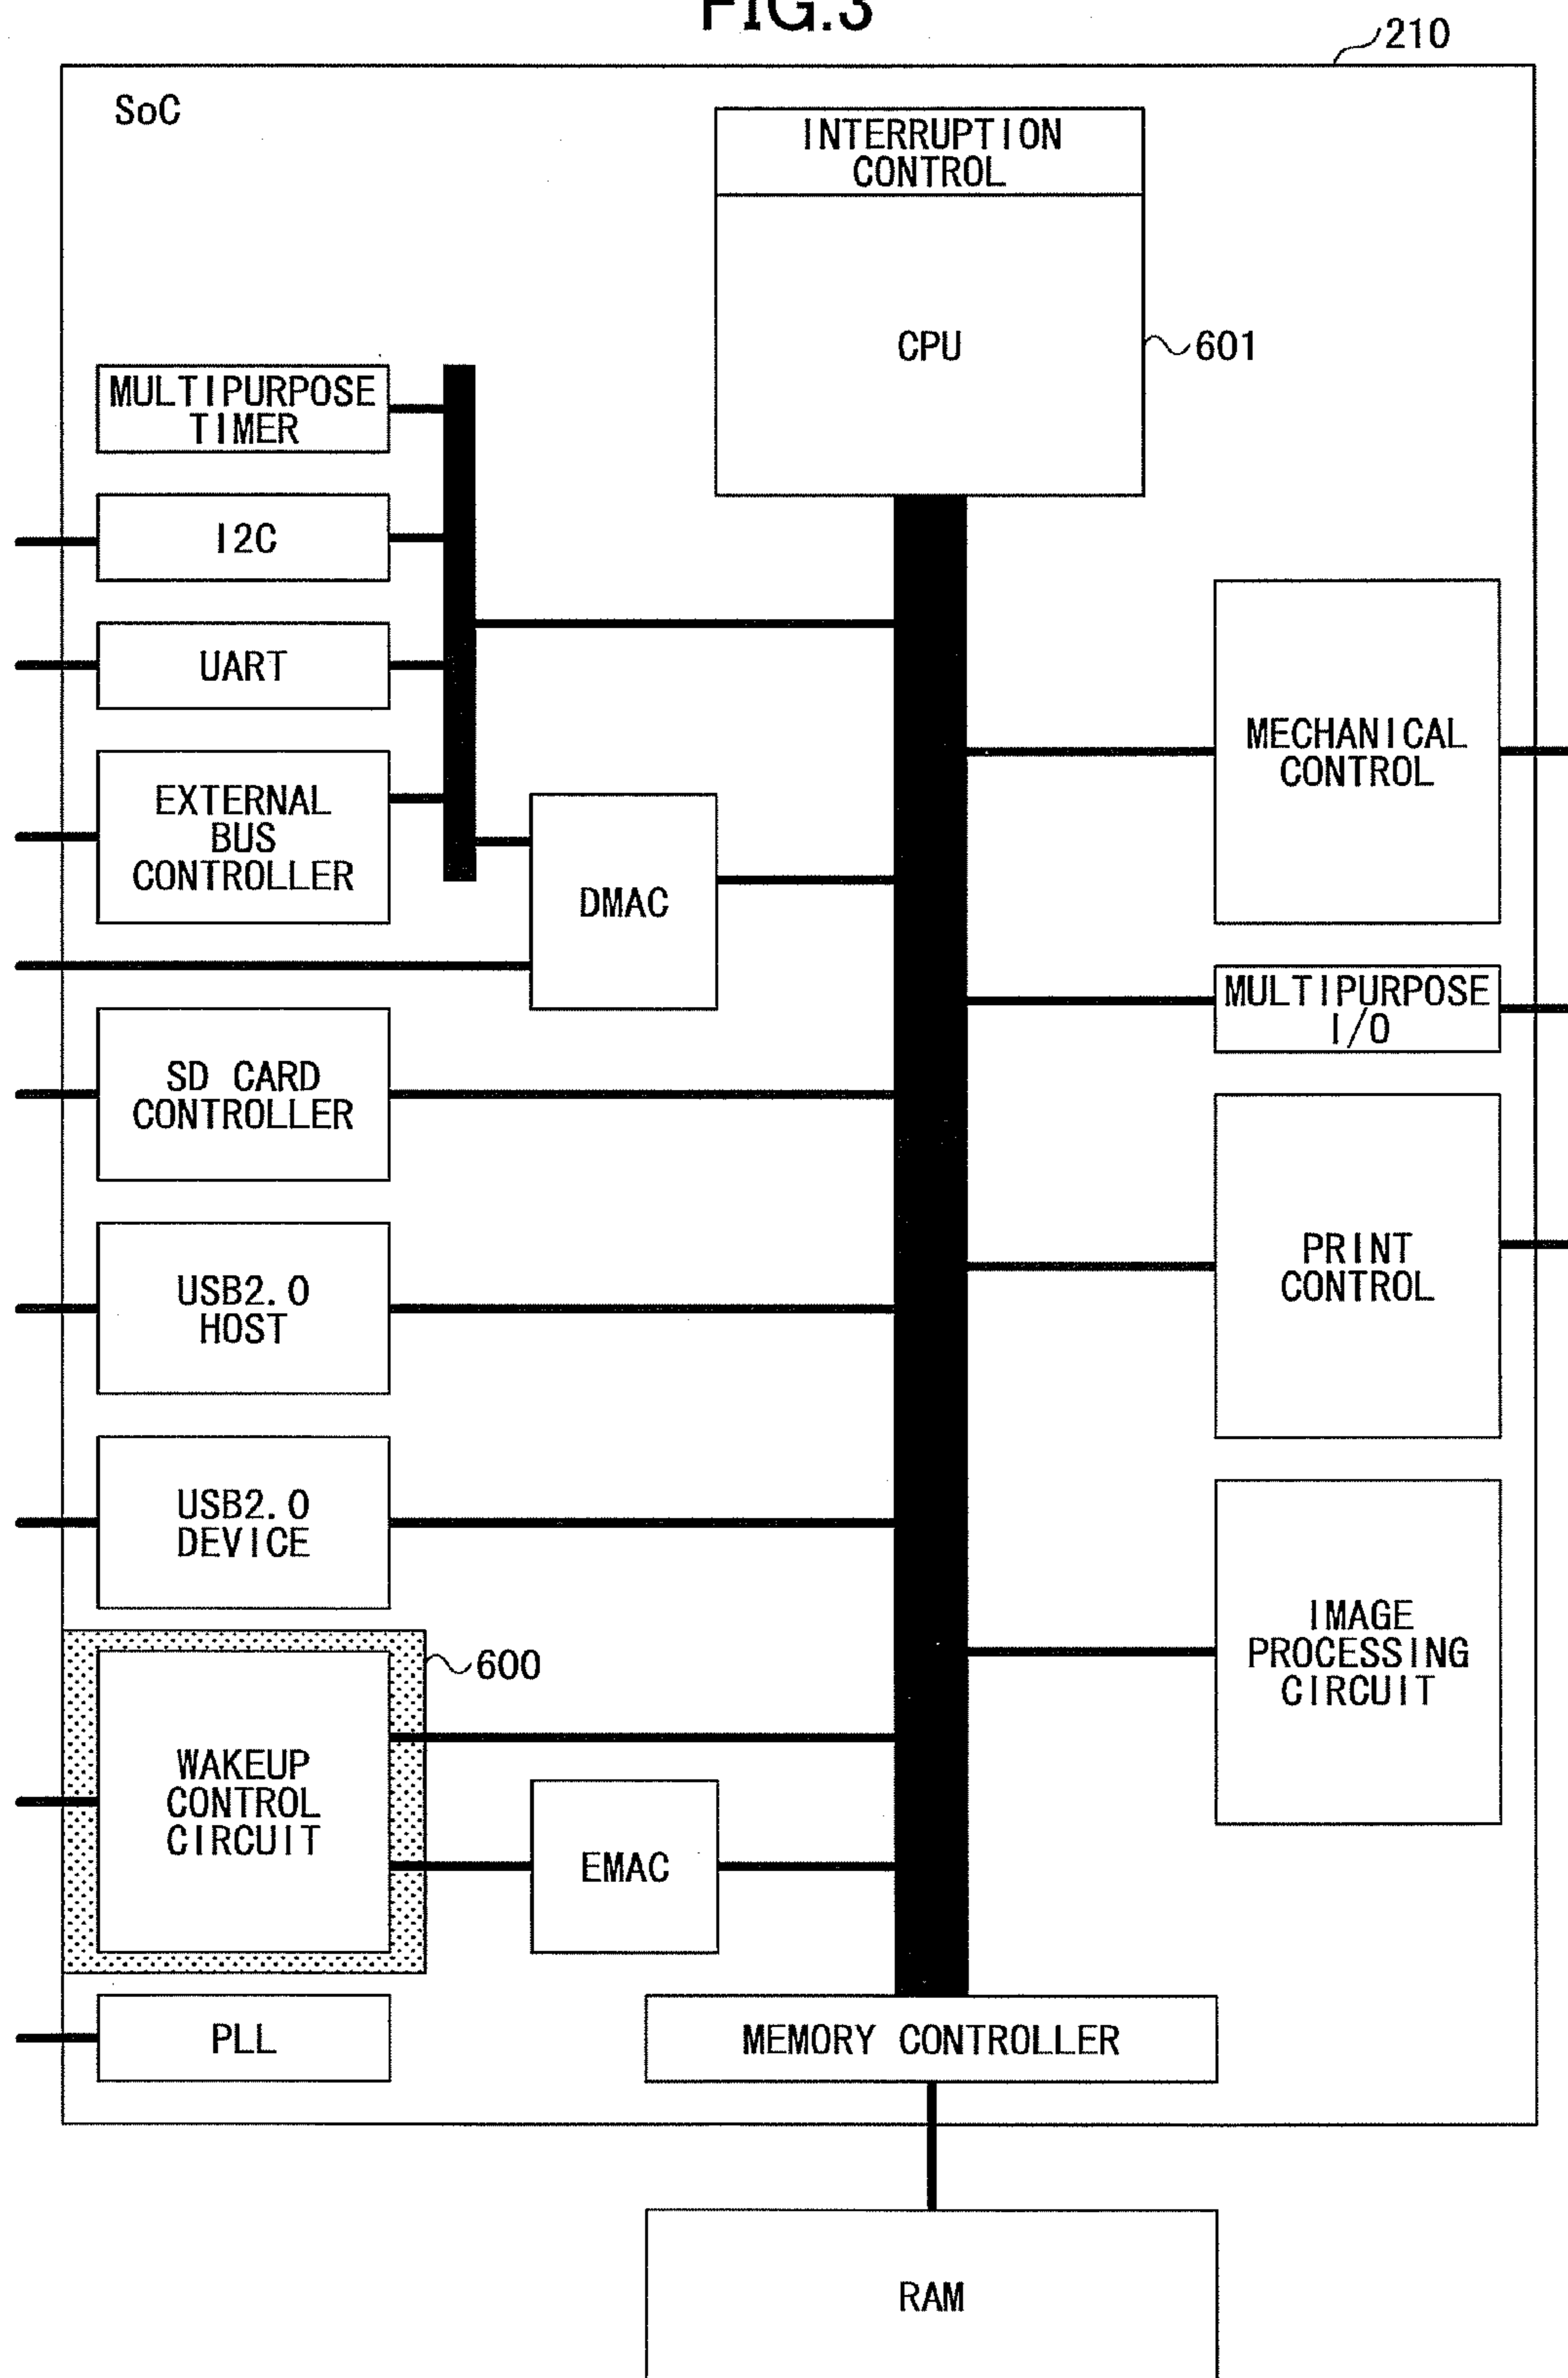 FIG.3
210
SoC
INTERRUPTION
CONTROL
CPU
601
MULTIPURPOSE
TIMER
I2C
UART
EXTERNAL
BUS
CONTROLLER
DMAC
MECHANICAL
CONTROL
MULTIPURPOSE
I/O
SD CARD
CONTROLLER
PRINT
CONTROL
USB2.0
HOST
USB2.0
DEVICE
IMAGE
PROCESSING
CIRCUIT
600
WAKEUP
CONTROL
CIRCUIT
EMAC
PLL
MEMORY CONTROLLER
RAM